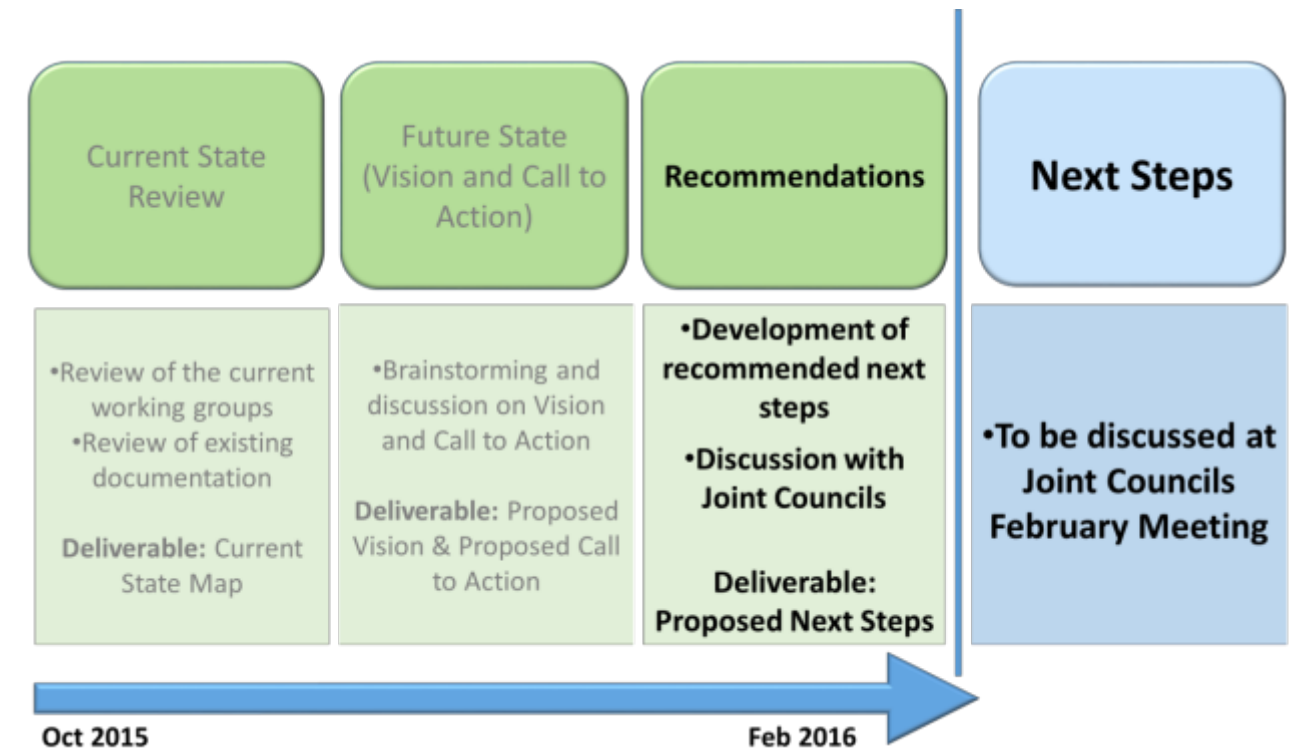 Current State
Review
Future State
(Vision and Call to
Action)
Recommendations
Next Steps
•Review of the current
working groups
•Review of existing
documentation
Deliverable: Current
State Map
•Brainstorming and
discussion on Vision
and Call to Action
Deliverable: Proposed
Vision & Proposed Call
to Action
•Development of
recommended next
steps
•Discussion with
Joint Councils
Deliverable:
Proposed Next Steps
•To be discussed at
Joint Councils
February Meeting
Oct 2015
Feb 2016